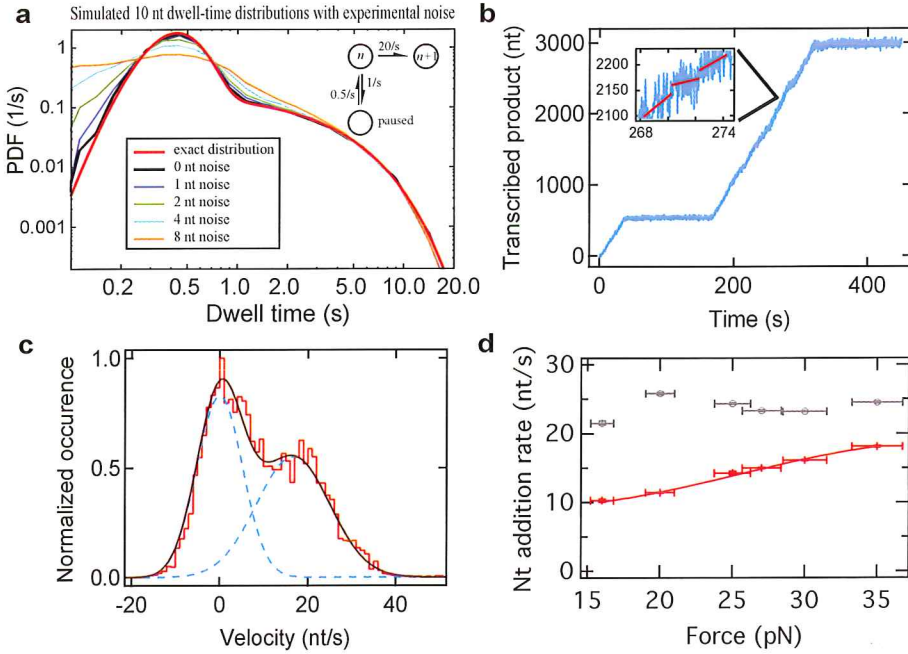 a
Simulated 10 nt dwell-time distributions with experimental noise
PDF (1/s)
1
0.1
0.01
0.001
0.2
0.5
1.0
2.0
5.0
10.0
20.0
Dwell time (s)
n
20/s
n+1
0.5/s
1/s
paused
exact distribution
0 nt noise
1 nt noise
2 nt noise
4 nt noise
8 nt noise
b
Transcribed product (nt)
3000
2000
1000
0
2200
2150
2100
268
274
0
200
400
Time (s)
c
Normalized occurence
1.0
0.5
0.0
-20
0
20
40
Velocity (nt/s)
d
Nt addition rate (nt/s)
30
20
10
0
15
20
25
30
35
Force (pN)